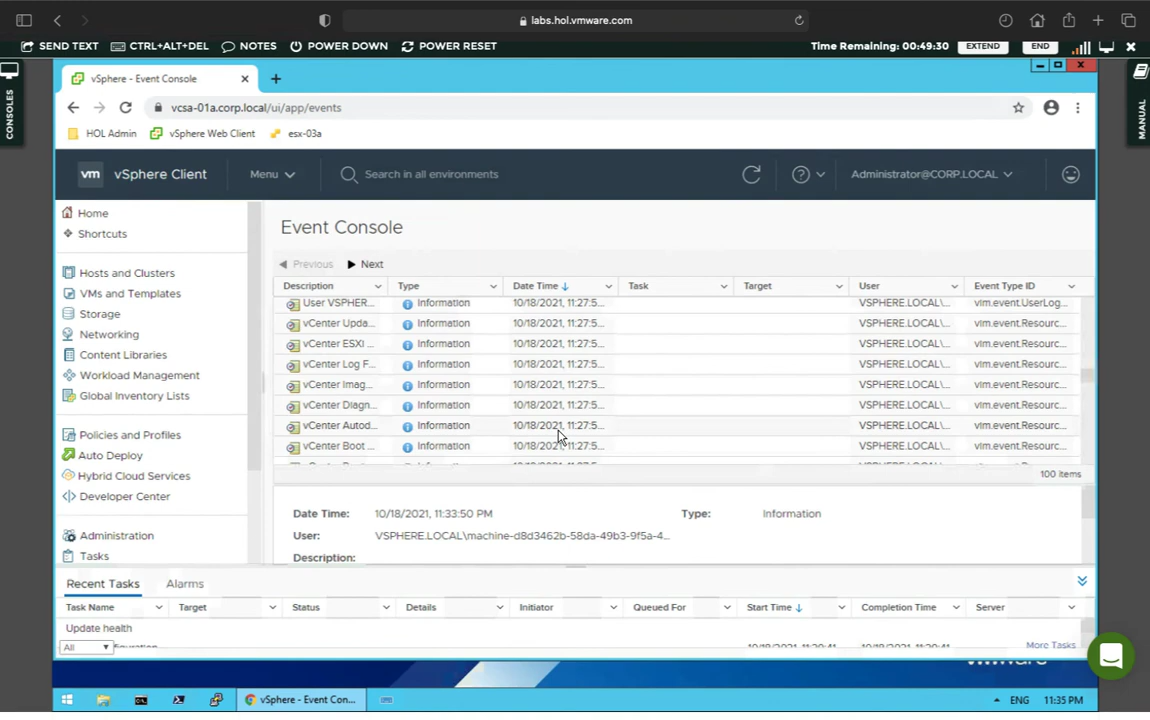 labs.hol.vmware.com
SEND TEXT CTRL+ALT+DEL NOTES POWER DOWN POWER RESET Time Remaining: 00:49:30 EXTEND END
CONSOLES
MANUAL
vSphere - Event Console
vcsa-01a.corp.local/ui/app/events
HOL Admin vSphere Web Client esx-03a
vm vSphere Client Menu Search in all environments Administrator@CORP.LOCAL
Home
Shortcuts
Hosts and Clusters
VMs and Templates
Storage
Networking
Content Libraries
Workload Management
Global Inventory Lists
Policies and Profiles
Auto Deploy
Hybrid Cloud Services
Developer Center
Administration
Tasks
Event Console
Previous Next
Description Type Date Time Task Target User Event Type ID
User VSPHER... Information 10/18/2021, 11:27:5... VSPHERE.LOCAL\... vim.event.UserLog...
vCenter Upda... Information 10/18/2021, 11:27:5... VSPHERE.LOCAL\... vim.event.Resourc...
vCenter ESXi ... Information 10/18/2021, 11:27:5... VSPHERE.LOCAL\... vim.event.Resourc...
vCenter Log F... Information 10/18/2021, 11:27:5... VSPHERE.LOCAL\... vim.event.Resourc...
vCenter Imag... Information 10/18/2021, 11:27:5... VSPHERE.LOCAL\... vim.event.Resourc...
vCenter Diagn... Information 10/18/2021, 11:27:5... VSPHERE.LOCAL\... vim.event.Resourc...
vCenter Autod... Information 10/18/2021, 11:27:5... VSPHERE.LOCAL\... vim.event.Resourc...
vCenter Boot ... Information 10/18/2021, 11:27:5... VSPHERE.LOCAL\... vim.event.Resourc...
100 items
Date Time: 10/18/2021, 11:33:50 PM Type: Information
User: VSPHERE.LOCAL\machine-d8d3462b-58da-49b3-9f5a-4...
Description:
Recent Tasks Alarms
Task Name Target Status Details Initiator Queued For Start Time Completion Time Server
Update health
All More Tasks
vSphere - Event Con... ENG 11:35 PM